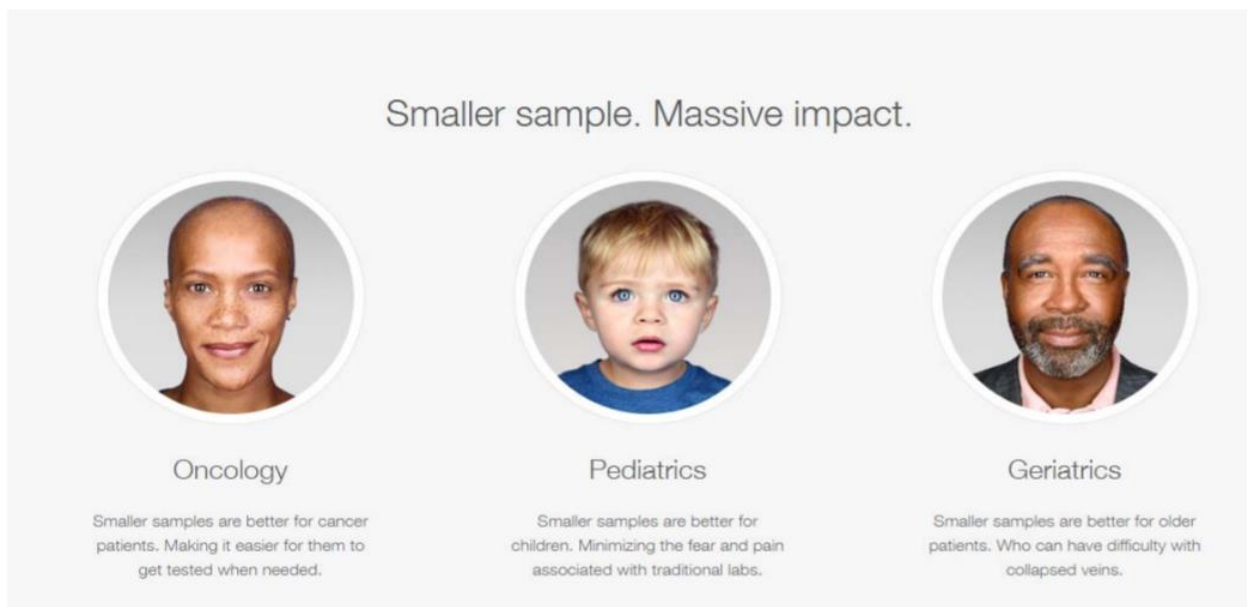 Smaller sample. Massive impact.
Oncology
Smaller samples are better for cancer
patients. Making it easier for them to
get tested when needed.
Pediatrics
Smaller samples are better for
children. Minimizing the fear and pain
associated with traditional labs.
Geriatrics
Smaller samples are better for older
patients. Who can have difficulty with
collapsed veins.